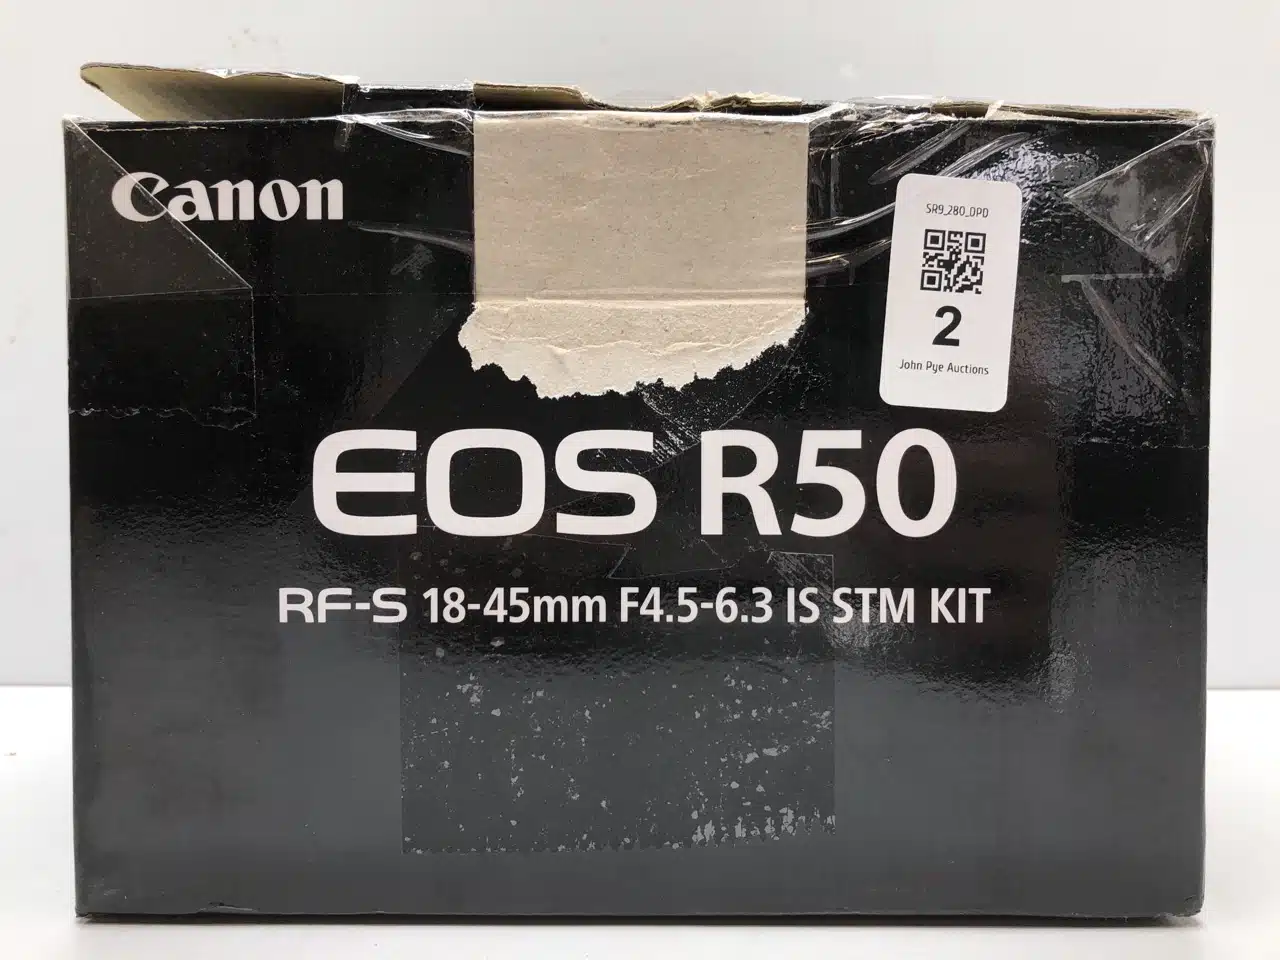 Canon
SR9_280_DPD
2
John Pye Auctions
EOS R50
RF-S 18-45mm F4.5-6.3 IS STM KIT